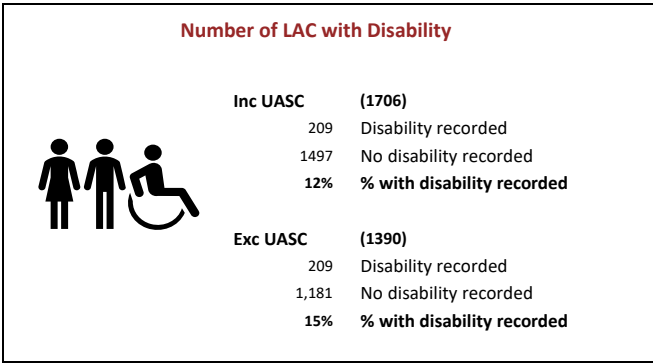 Number of LAC with Disability
Inc UASC (1706)
209 Disability recorded
1497 No disability recorded
12% % with disability recorded
Exc UASC (1390)
209 Disability recorded
1,181 No disability recorded
15% % with disability recorded